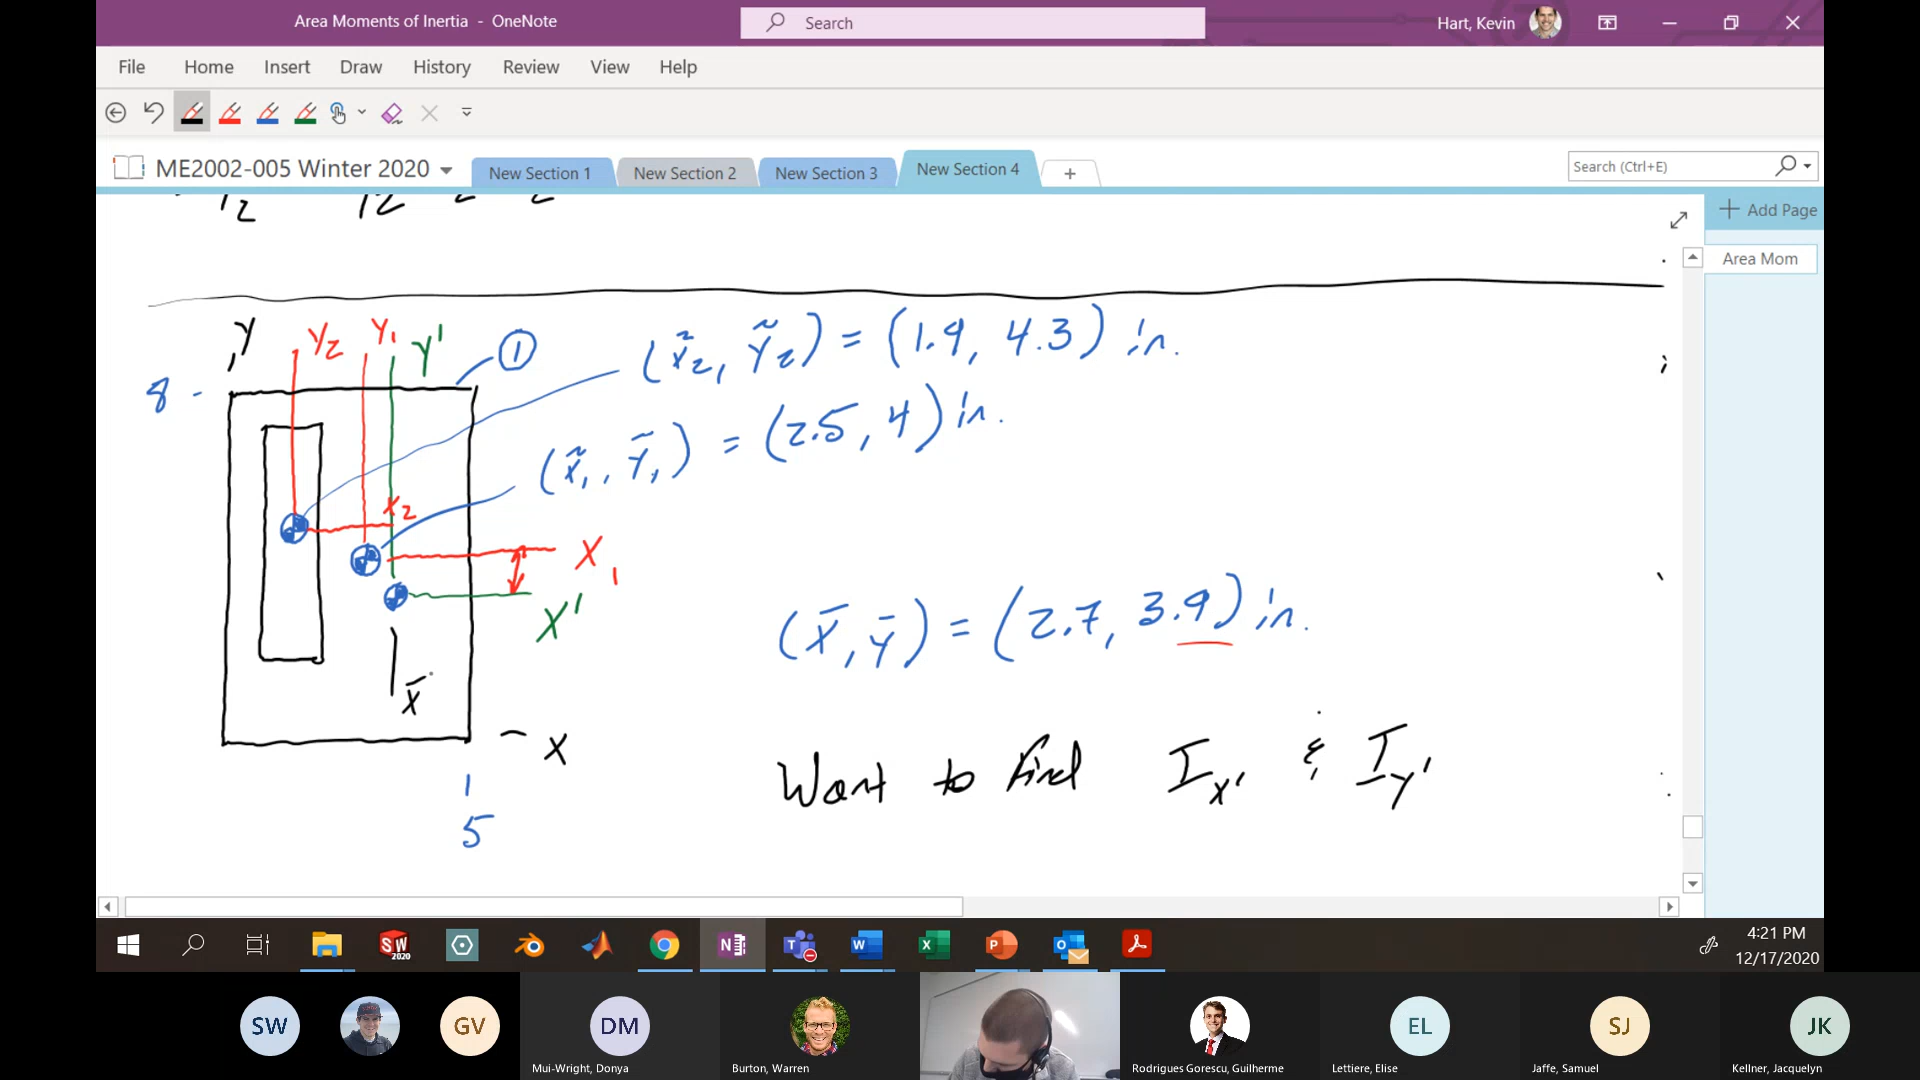 Area Moments of Inertia - OneNote
Search
Hart, Kevin
File Home Insert Draw History Review View Help
ME2002-005 Winter 2020
New Section 1
New Section 2
New Section 3
New Section 4
+
Search (Ctrl+E)
Add Page
Area Mom
Y
Y2
Y1
Y'
①
(x̃2, ỹ2) = (1.9, 4.3) in.
8 -
(x̃1, ỹ1) = (2.5, 4) in.
X2
X1
X'
(x̄, ȳ) = (2.7, 3.9) in.
x̄
X
Want to find Ix' & Iy'
5
SW
2020
N
T
W
X
P
O
4:21 PM
12/17/2020
SW
GV
DM
EL
SJ
JK
Mui-Wright, Donya
Burton, Warren
Rodrigues Gorescu, Guilherme
Lettiere, Elise
Jaffe, Samuel
Kellner, Jacquelyn